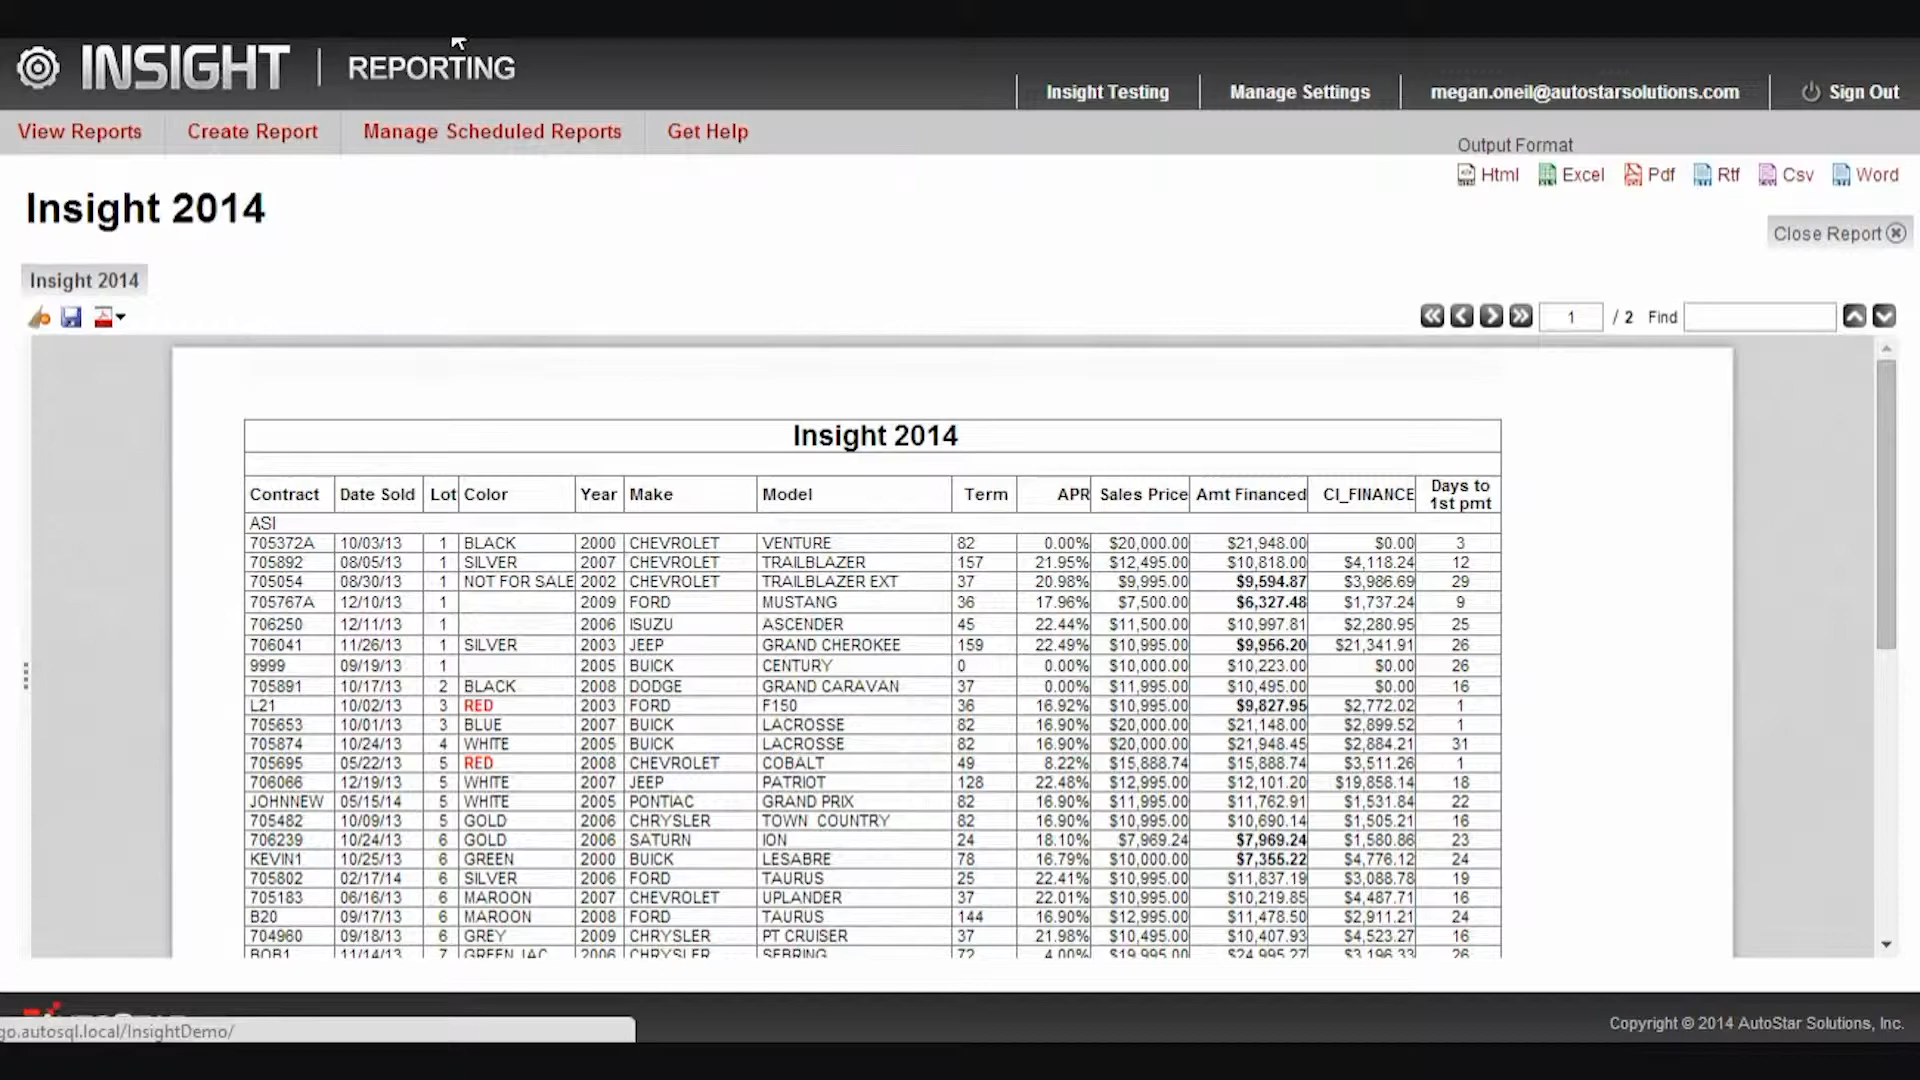 INSIGHT | REPORTING
Insight Testing Manage Settings megan.oneil@autostarsolutions.com Sign Out
View Reports Create Report Manage Scheduled Reports Get Help
Output Format
Html Excel Pdf Rtf Csv Word
Insight 2014
Close Report
Insight 2014
1 / 2 Find
Insight 2014
Contract Date Sold Lot Color Year Make Model Term APR Sales Price Amt Financed CI_FINANCE Days to 1st pmt
ASI
705372A 10/03/13 1 BLACK 2000 CHEVROLET VENTURE 82 0.00% $20,000.00 $21,948.00 $0.00 3
705892 08/05/13 1 SILVER 2007 CHEVROLET TRAILBLAZER 157 21.95% $12,495.00 $10,818.00 $4,118.24 12
705054 08/30/13 1 NOT FOR SALE 2002 CHEVROLET TRAILBLAZER EXT 37 20.98% $9,995.00 $9,594.87 $3,986.69 29
705767A 12/10/13 1 2009 FORD MUSTANG 36 17.96% $7,500.00 $6,327.48 $1,737.24 9
706250 12/11/13 1 2006 ISUZU ASCENDER 45 22.44% $11,500.00 $10,997.81 $2,280.95 25
706041 11/26/13 1 SILVER 2003 JEEP GRAND CHEROKEE 159 22.49% $10,995.00 $9,956.20 $21,341.91 26
9999 09/19/13 1 2005 BUICK CENTURY 0 0.00% $10,000.00 $10,223.00 $0.00 26
705891 10/17/13 2 BLACK 2008 DODGE GRAND CARAVAN 37 0.00% $11,995.00 $10,495.00 $0.00 16
L21 10/02/13 3 RED 2003 FORD F150 36 16.92% $10,995.00 $9,827.95 $2,772.02 1
705653 10/01/13 3 BLUE 2007 BUICK LACROSSE 82 16.90% $20,000.00 $21,148.00 $2,899.52 1
705874 10/24/13 4 WHITE 2005 BUICK LACROSSE 82 16.90% $20,000.00 $21,948.45 $2,884.21 31
705695 05/22/13 5 RED 2008 CHEVROLET COBALT 49 8.22% $15,888.74 $15,888.74 $3,511.26 1
706066 12/19/13 5 WHITE 2007 JEEP PATRIOT 128 22.48% $12,995.00 $12,101.20 $19,858.14 18
JOHNNEW 05/15/14 5 WHITE 2005 PONTIAC GRAND PRIX 82 16.90% $11,995.00 $11,762.91 $1,531.84 22
705482 10/09/13 5 GOLD 2006 CHRYSLER TOWN COUNTRY 82 16.90% $10,995.00 $10,690.14 $1,505.21 16
706239 10/24/13 6 GOLD 2006 SATURN ION 24 18.10% $7,969.24 $7,969.24 $1,580.86 23
KEVIN1 10/25/13 6 GREEN 2000 BUICK LESABRE 78 16.79% $10,000.00 $7,355.22 $4,776.12 24
705802 02/17/14 6 SILVER 2006 FORD TAURUS 25 22.41% $10,995.00 $11,837.19 $3,088.78 19
705183 06/16/13 6 MAROON 2007 CHEVROLET UPLANDER 37 22.01% $10,995.00 $10,219.85 $4,487.71 16
B20 09/17/13 6 MAROON 2008 FORD TAURUS 144 16.90% $12,995.00 $11,478.50 $2,911.21 24
704960 09/18/13 6 GREY 2009 CHRYSLER PT CRUISER 37 21.98% $10,495.00 $10,407.93 $4,523.27 16
BOB1 11/14/13 7 GREEN JAC 2006 CHRYSLER SEBRING 72 4.00% $19,995.00 $24,995.27 $3,196.33 26
go.autosql.local/InsightDemo/
Copyright © 2014 AutoStar Solutions, Inc.